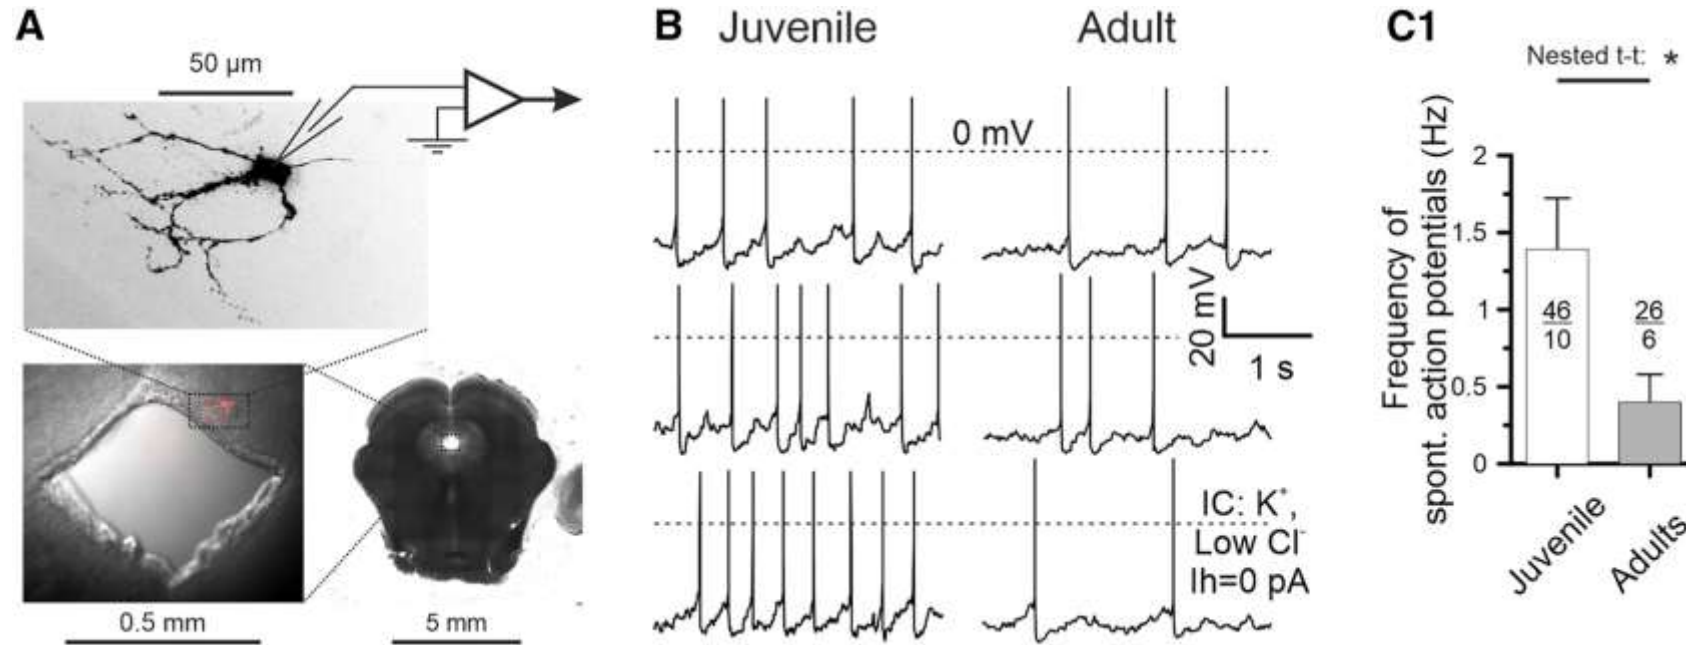 A
50 µm
0.5 mm
5 mm
B
Juvenile
Adult
0 mV
20 mV
1 s
IC: K⁺,
Low Cl⁻
Ih=0 pA
C1
Nested t-t: *
Frequency of
spont. action potentials (Hz)
2
1.5
1
0.5
0
46
10
26
6
Juvenile
Adults